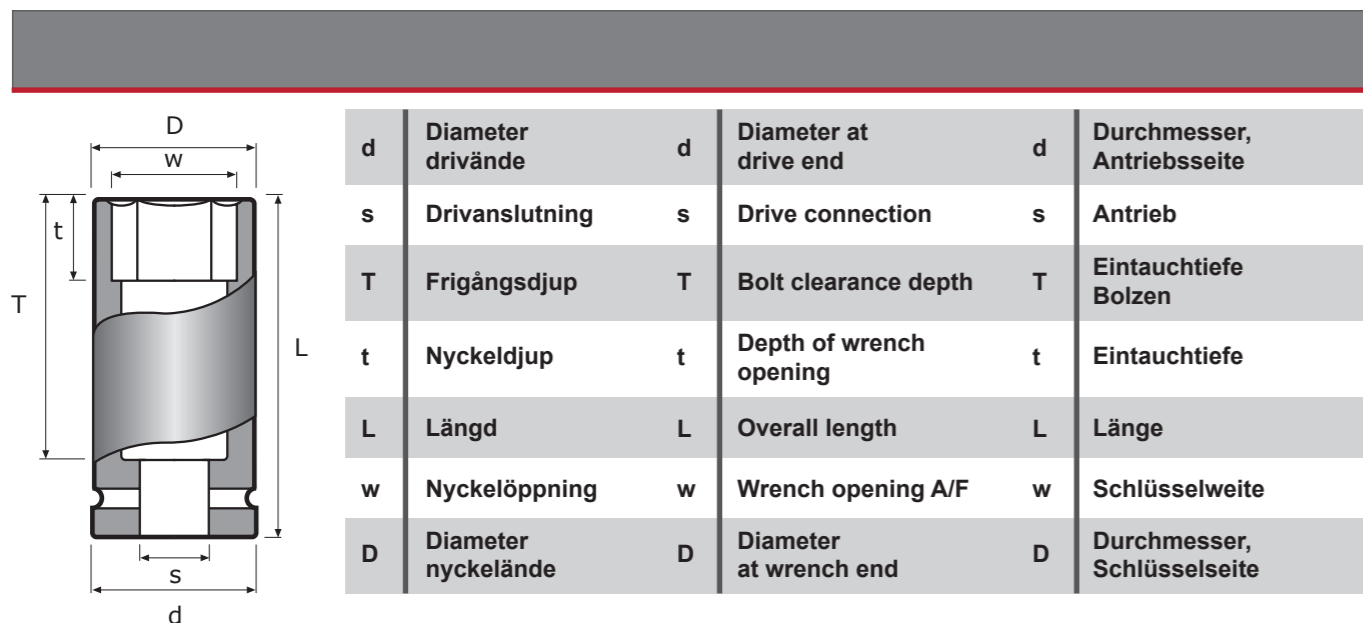 D
w
t
T
L
s
d
d Diameter drivände d Diameter at drive end d Durchmesser, Antriebsseite
s Drivanslutning s Drive connection s Antrieb
T Frigångsdjup T Bolt clearance depth T Eintauchtiefe Bolzen
t Nyckeldjup t Depth of wrench opening t Eintauchtiefe
L Längd L Overall length L Länge
w Nyckelöppning w Wrench opening A/F w Schlüsselweite
D Diameter nyckelände D Diameter at wrench end D Durchmesser, Schlüsselseite